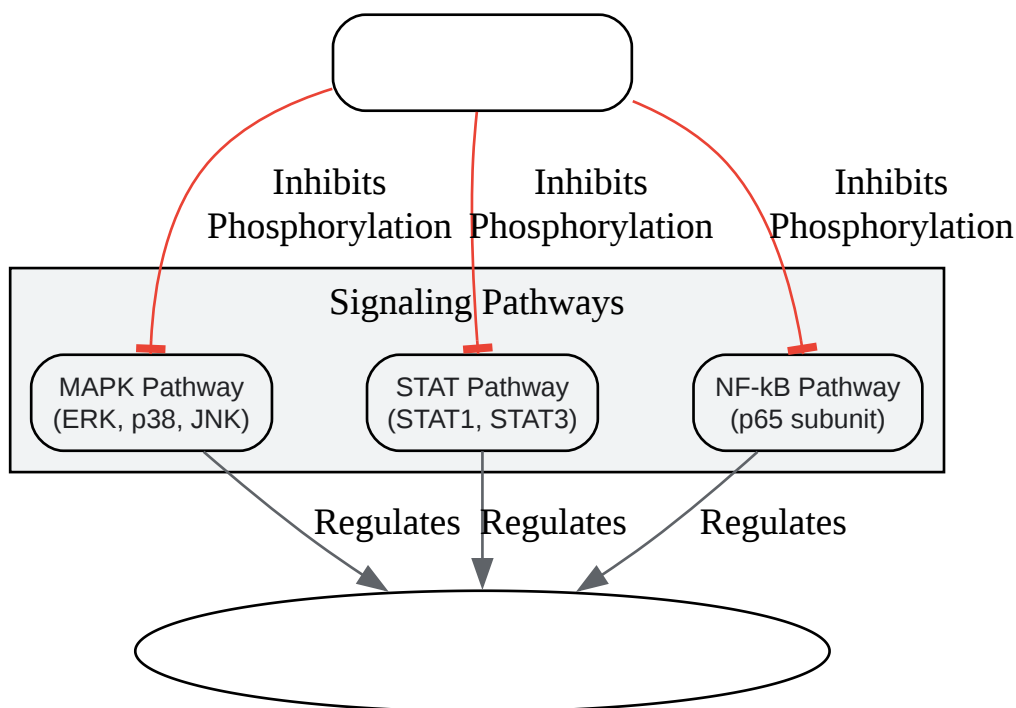 Inhibits
Phosphorylation
Inhibits
Phosphorylation
Inhibits
Phosphorylation
Signaling Pathways
MAPK Pathway
(ERK, p38, JNK)
STAT Pathway
(STAT1, STAT3)
NF-kB Pathway
(p65 subunit)
Regulates
Regulates
Regulates